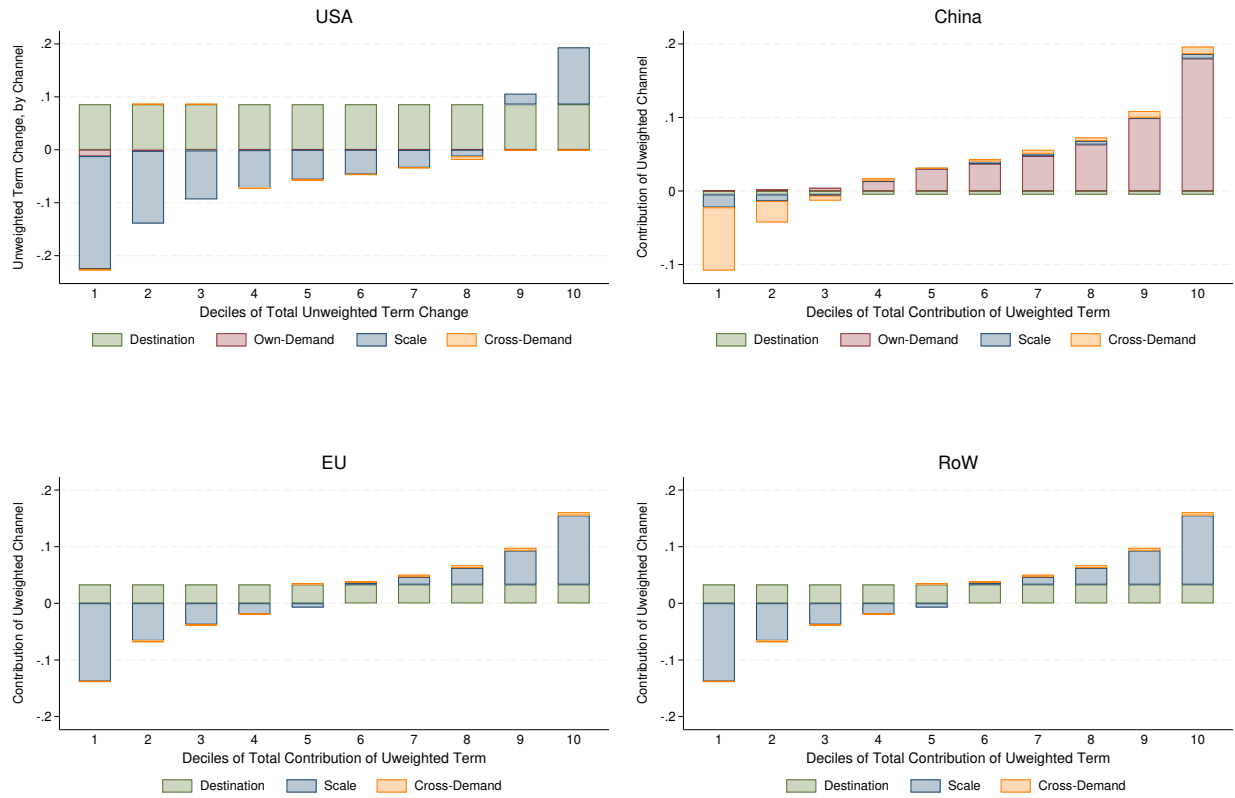 USA
Unweighted Term Change, by Channel
.2
.1
0
-.1
-.2
1 2 3 4 5 6 7 8 9 10
Deciles of Total Unweighted Term Change
Destination Own-Demand Scale Cross-Demand
China
Contribution of Uweighted Channel
.2
.1
0
-.1
1 2 3 4 5 6 7 8 9 10
Deciles of Total Contribution of Uweighted Term
Destination Own-Demand Scale Cross-Demand
EU
Contribution of Uweighted Channel
.2
.1
0
-.1
-.2
1 2 3 4 5 6 7 8 9 10
Deciles of Total Contribution of Uweighted Term
Destination Scale Cross-Demand
RoW
Contribution of Uweighted Channel
.2
.1
0
-.1
-.2
1 2 3 4 5 6 7 8 9 10
Deciles of Total Contribution of Uweighted Term
Destination Scale Cross-Demand